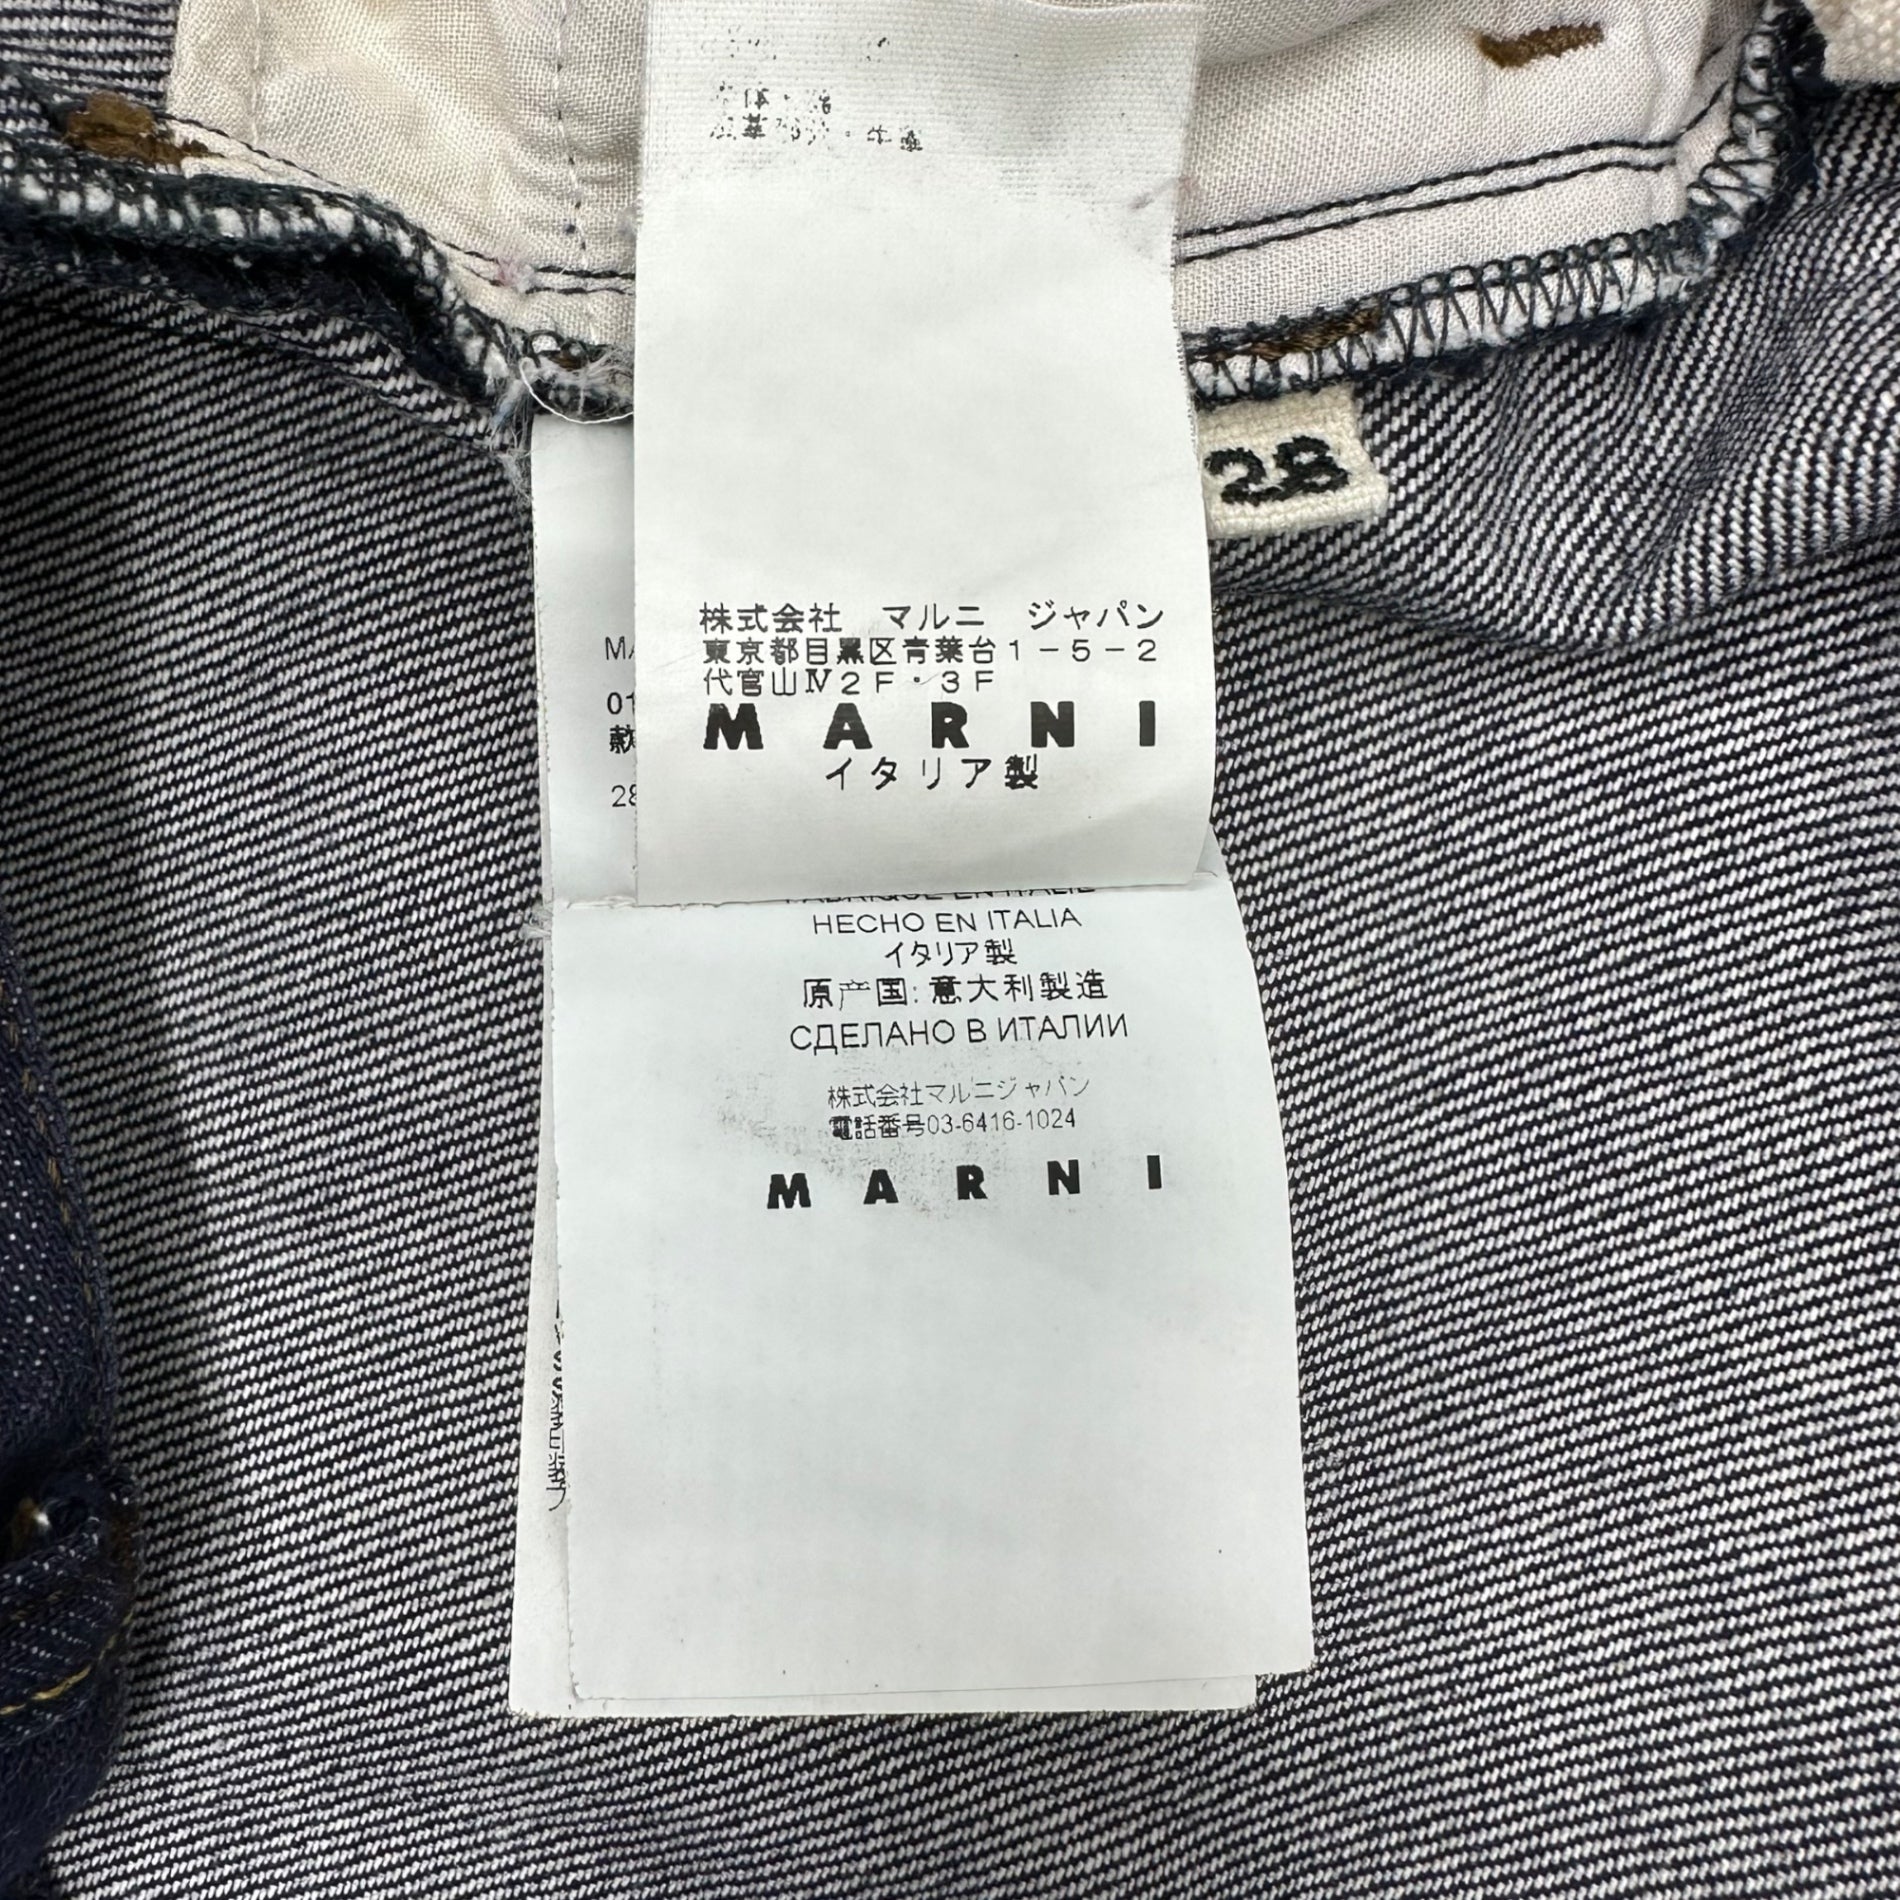 28
株式会社 マルニ ジャパン
東京都目黒区青葉台1-5-2
代官山Ⅳ2F・3F
MARNI
イタリア製
28
HECHO EN ITALIA
イタリア製
原产国:意大利製造
СДЕЛАНО В ИТАЛИИ
株式会社マルニジャパン
電話番号03-6416-1024
MARNI